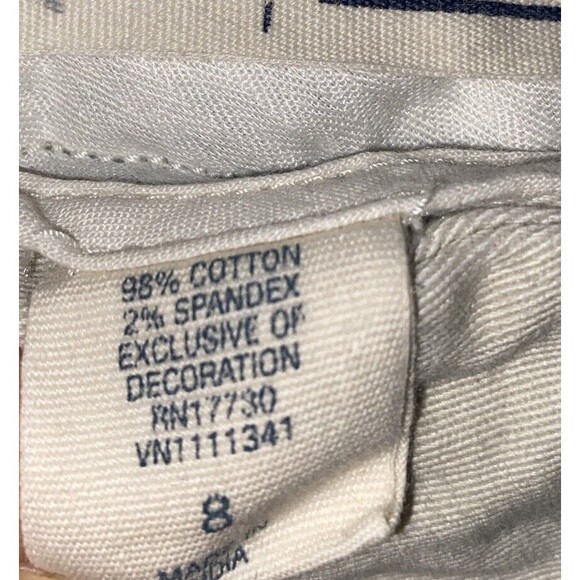 98% COTTON
2% SPANDEX
EXCLUSIVE OF
DECORATION
RN17730
VN1111341
8